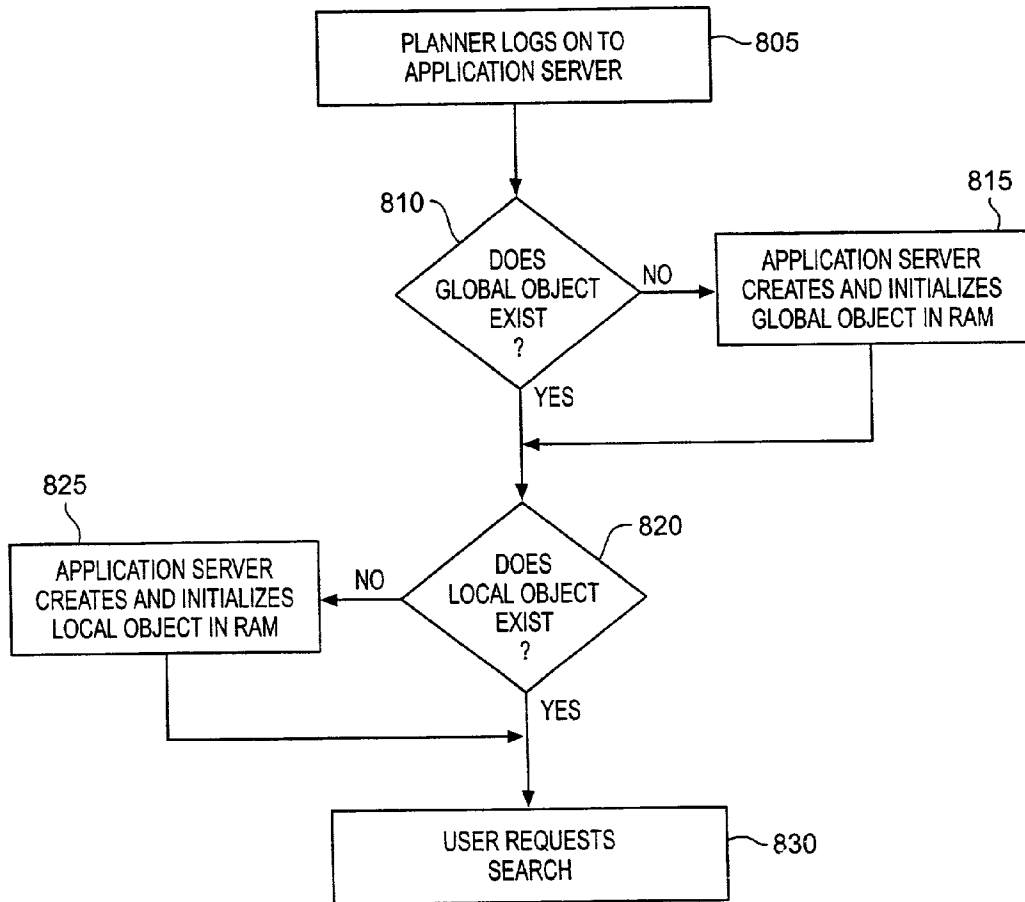 PLANNER LOGS ON TO
APPLICATION SERVER
805
810
DOES
GLOBAL OBJECT
EXIST
?
NO
815
APPLICATION SERVER
CREATES AND INITIALIZES
GLOBAL OBJECT IN RAM
YES
825
APPLICATION SERVER
CREATES AND INITIALIZES
LOCAL OBJECT IN RAM
NO
820
DOES
LOCAL OBJECT
EXIST
?
YES
USER REQUESTS
SEARCH
830